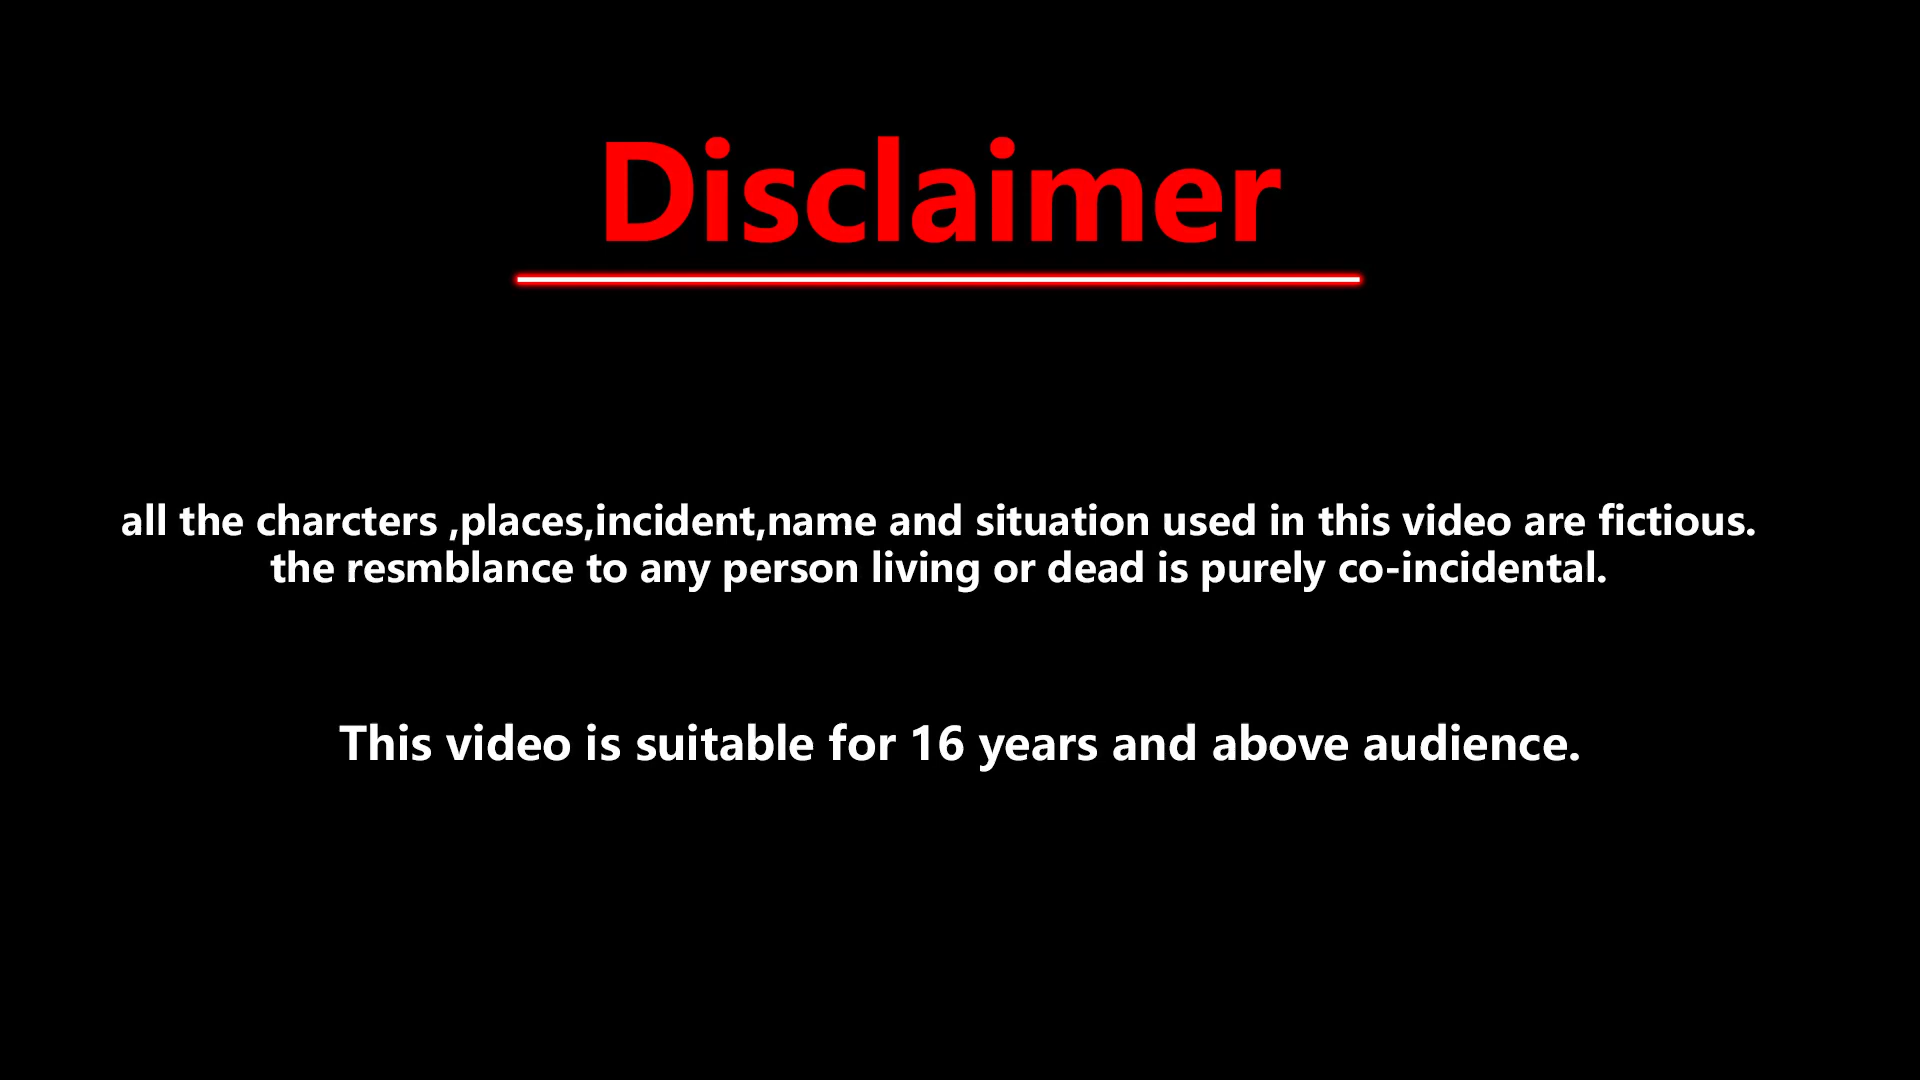 Disclaimer
all the charcters ,places,incident,name and situation used in this video are fictious.
the resmblance to any person living or dead is purely co-incidental.
This video is suitable for 16 years and above audience.